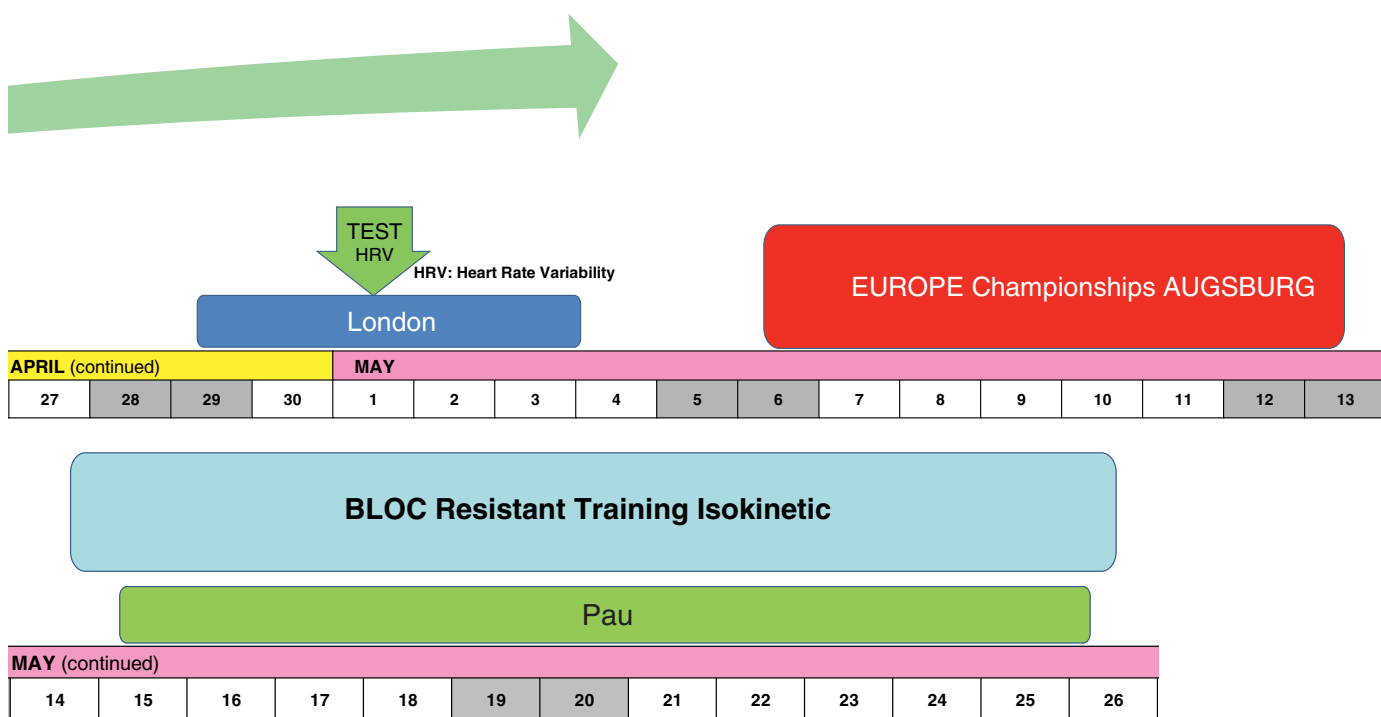 TEST
HRV
HRV: Heart Rate Variability
EUROPE Championships AUGSBURG
London
APRIL (continued) MAY
27 28 29 30 1 2 3 4 5 6 7 8 9 10 11 12 13
BLOC Resistant Training Isokinetic
Pau
MAY (continued)
14 15 16 17 18 19 20 21 22 23 24 25 26